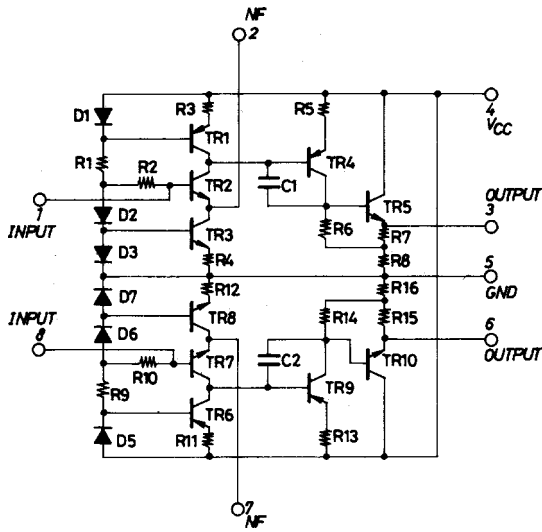 NF
2
D1
R3
R5
4
VCC
TR1
R1
R2
TR4
TR2
C1
1
INPUT
D2
TR5
OUTPUT
3
TR3
R6
R7
D3
R4
R8
5
GND
D7
R12
R16
INPUT
8
D6
TR8
R14
R15
6
OUTPUT
TR7
C2
R10
R9
TR9
TR10
TR6
D5
R11
R13
7
NF